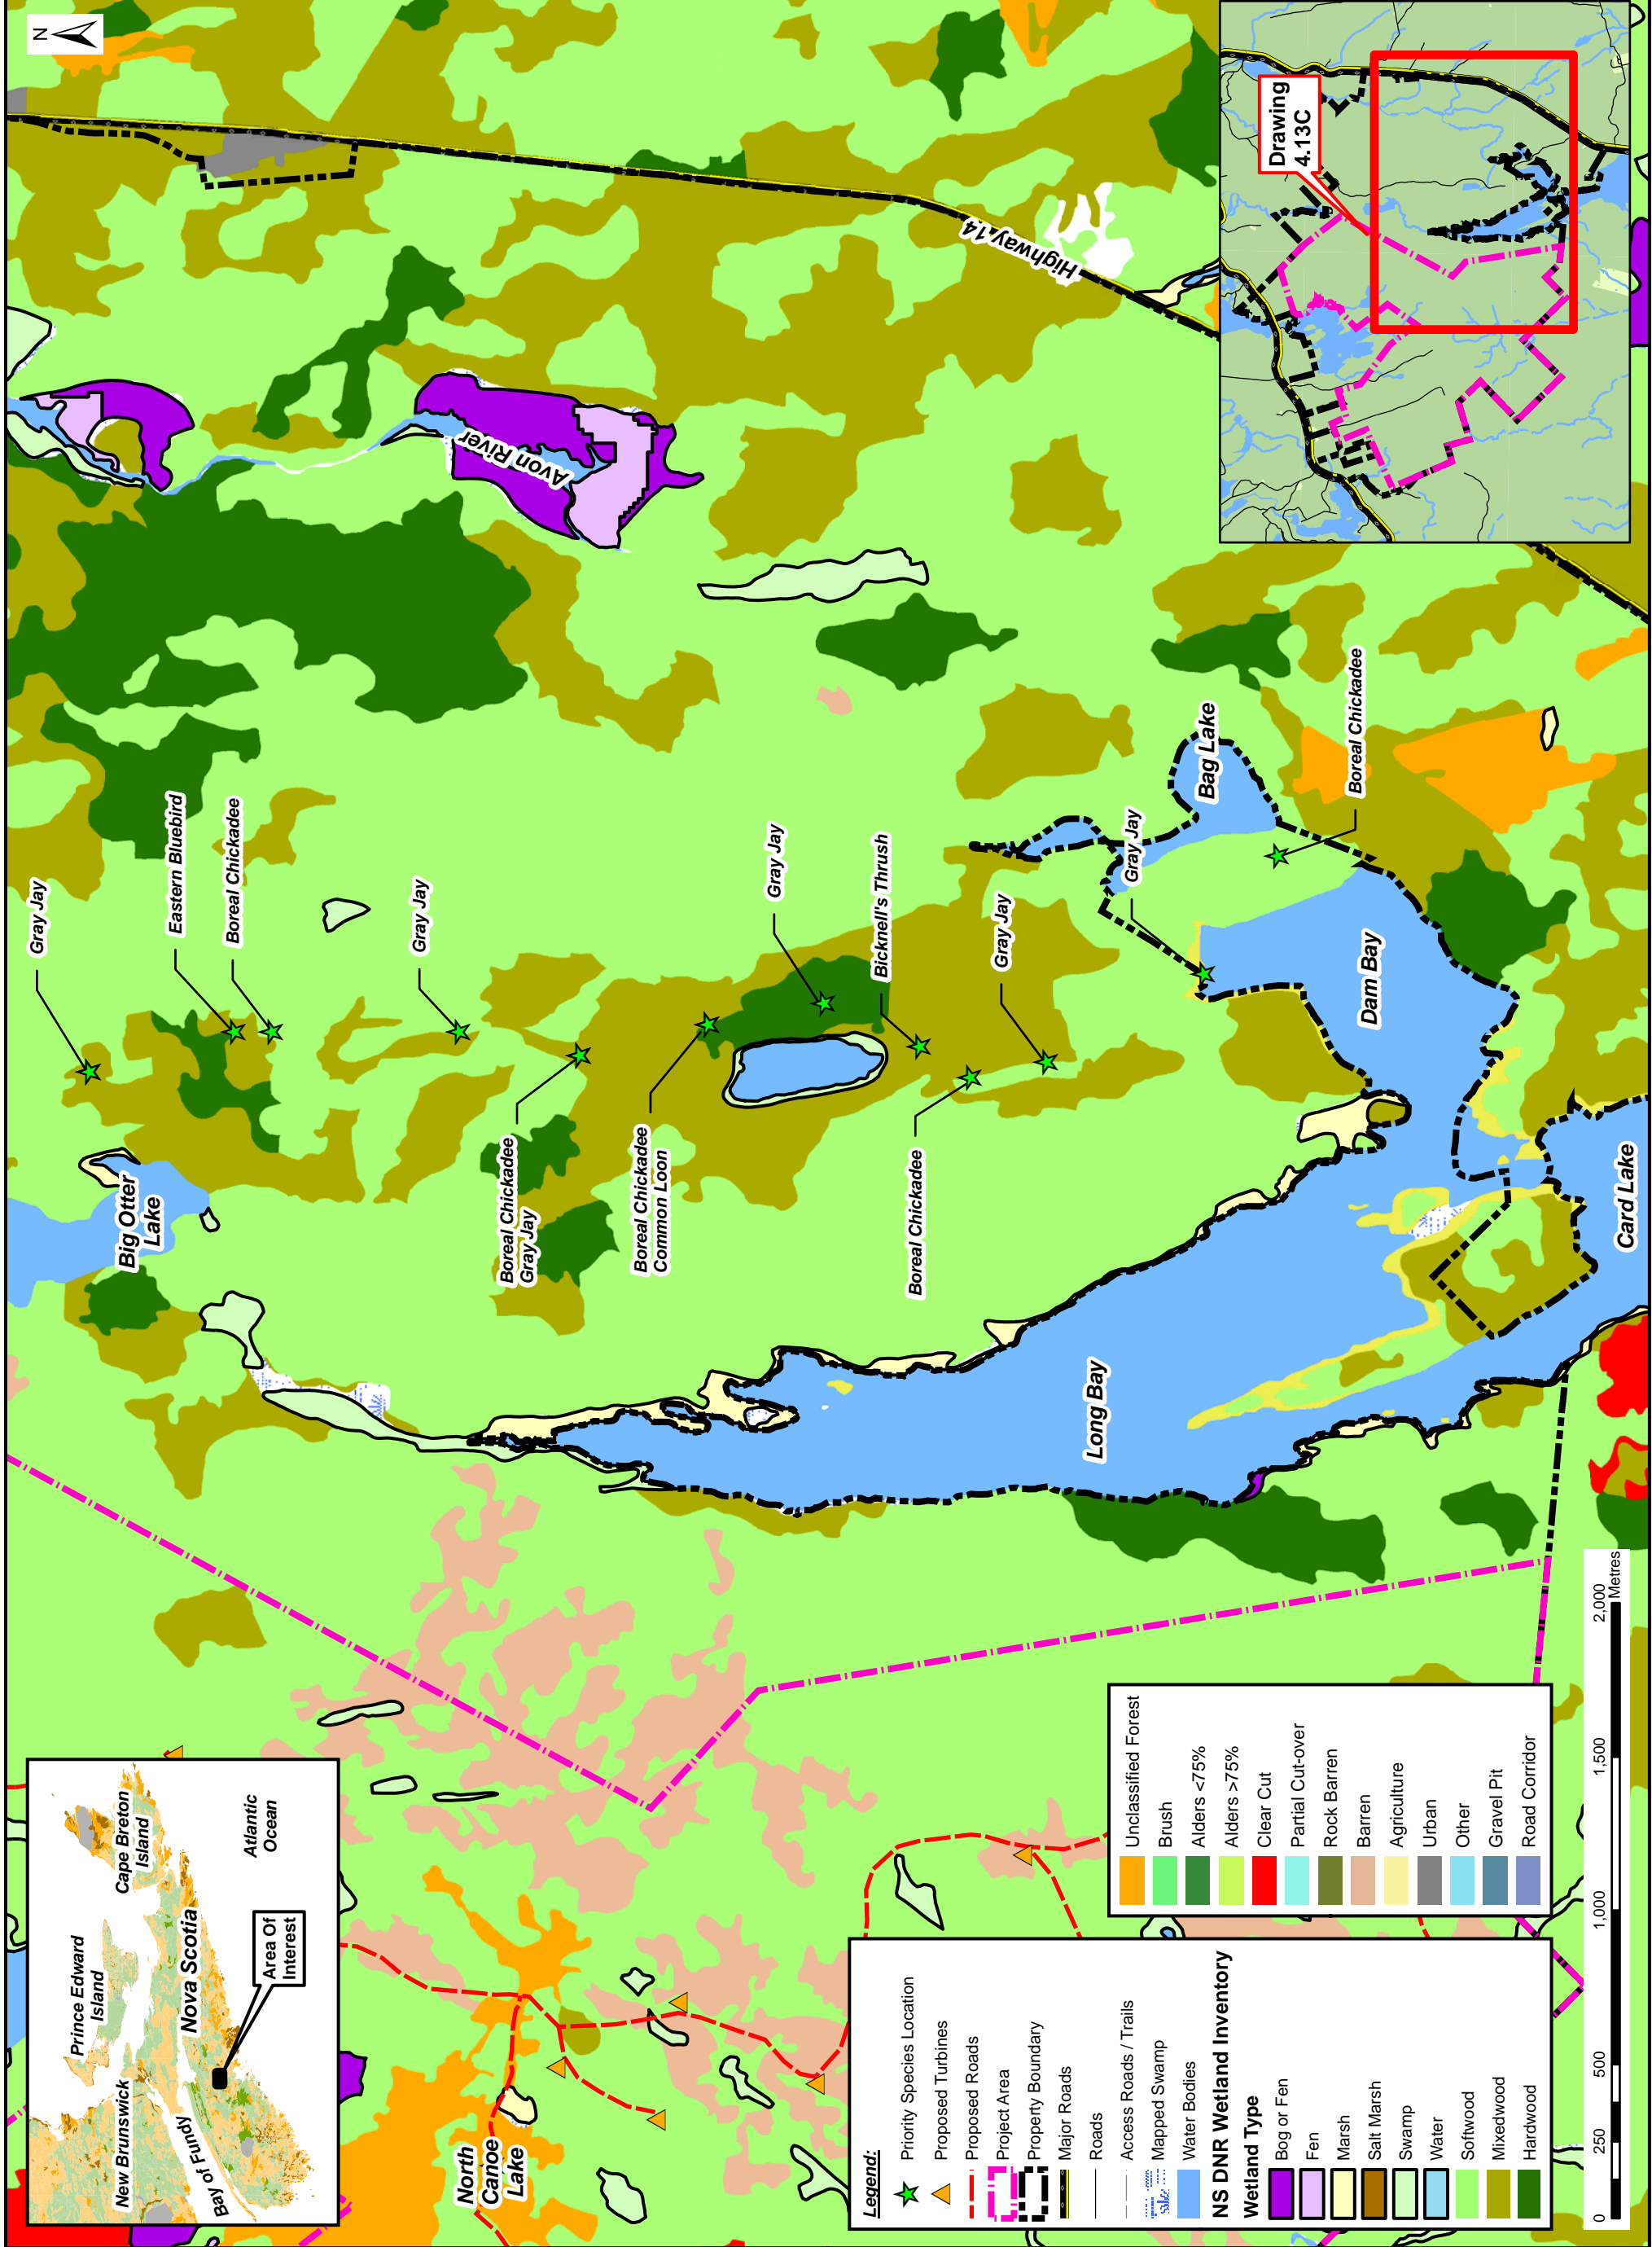 N
New Brunswick
Prince Edward
Island
Cape Breton
Island
Bay of Fundy
Nova Scotia
Atlantic
Ocean
Area Of
Interest
North
Canoe
Lake
Big Otter
Lake
Gray Jay
Eastern Bluebird
Boreal Chickadee
Gray Jay
Boreal Chickadee
Gray Jay
Boreal Chickadee
Common Loon
Gray Jay
Bicknell's Thrush
Boreal Chickadee
Gray Jay
Gray Jay
Boreal Chickadee
Avon River
Highway 14
Long Bay
Dam Bay
Bag Lake
Card Lake
Drawing
4.13C
Legend:
Priority Species Location
Proposed Turbines
Proposed Roads
Project Area
Property Boundary
Major Roads
Roads
Access Roads / Trails
Mapped Swamp
Water Bodies
NS DNR Wetland Inventory
Wetland Type
Bog or Fen
Fen
Marsh
Salt Marsh
Swamp
Water
Softwood
Mixedwood
Hardwood
Unclassified Forest
Brush
Alders <75%
Alders >75%
Clear Cut
Partial Cut-over
Rock Barren
Barren
Agriculture
Urban
Other
Gravel Pit
Road Corridor
0 250 500 1,000 1,500 2,000
Metres